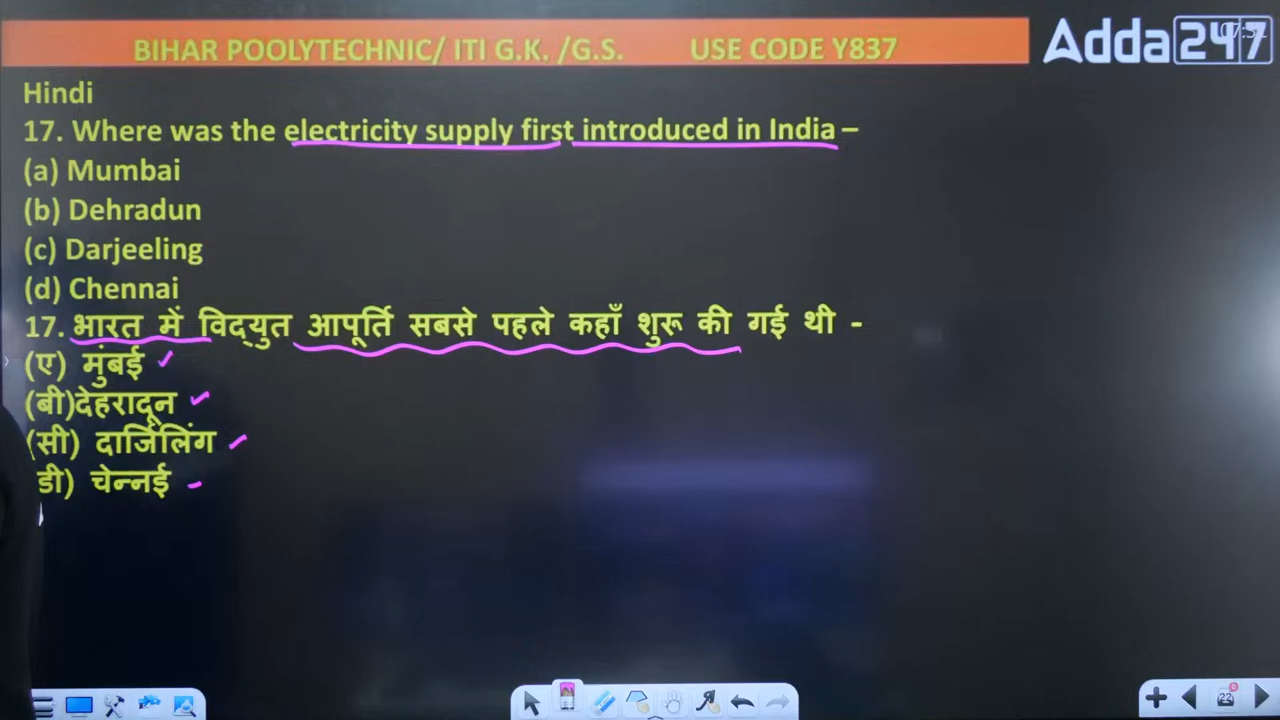 BIHAR POOLYTECHNIC/ ITI G.K. /G.S. USE CODE Y837
Adda247
Hindi
17. Where was the electricity supply first introduced in India –
(a) Mumbai
(b) Dehradun
(c) Darjeeling
(d) Chennai
17. भारत में विद्युत आपूर्ति सबसे पहले कहाँ शुरू की गई थी -
(ए) मुंबई
(बी)देहरादून
(सी) दार्जिलिंग
डी) चेन्नई
22